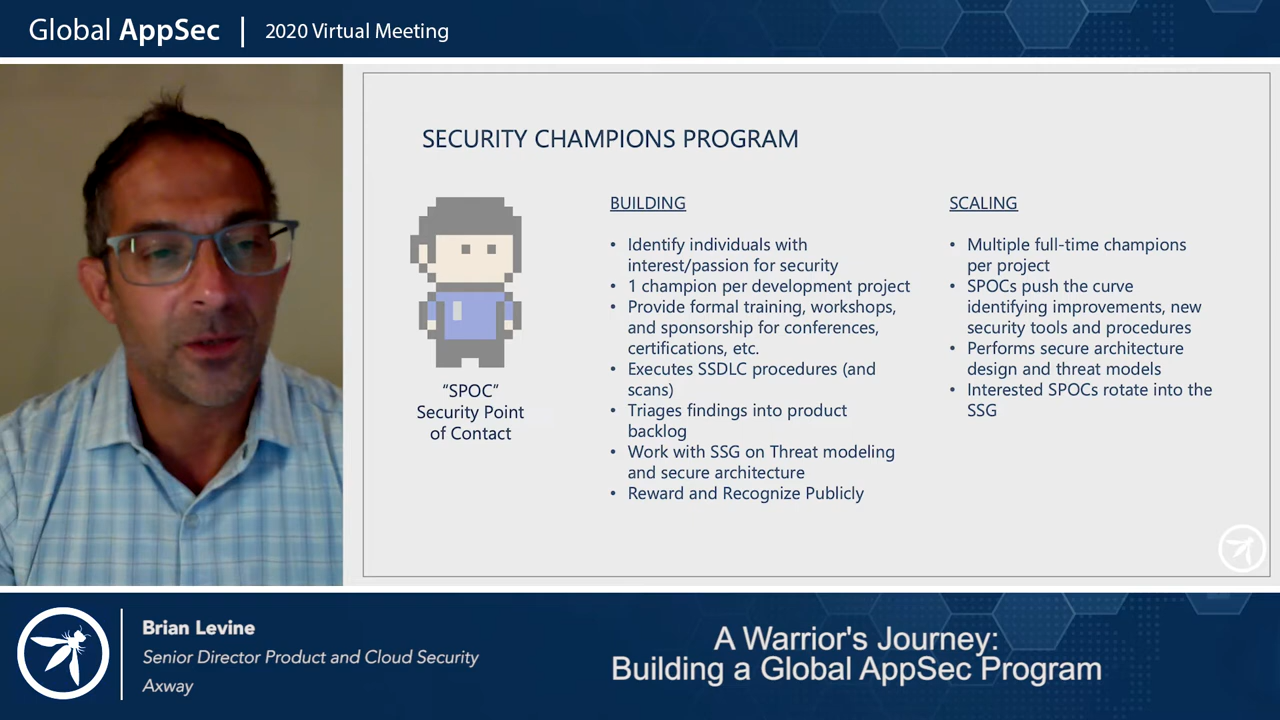 Global AppSec | 2020 Virtual Meeting
SECURITY CHAMPIONS PROGRAM
"SPOC"
Security Point
of Contact
BUILDING
• Identify individuals with
interest/passion for security
• 1 champion per development project
• Provide formal training, workshops,
and sponsorship for conferences,
certifications, etc.
• Executes SSDLC procedures (and
scans)
• Triages findings into product
backlog
• Work with SSG on Threat modeling
and secure architecture
• Reward and Recognize Publicly
SCALING
• Multiple full-time champions
per project
• SPOCs push the curve
identifying improvements, new
security tools and procedures
• Performs secure architecture
design and threat models
• Interested SPOCs rotate into the
SSG
Brian Levine
Senior Director Product and Cloud Security
Axway
A Warrior's Journey:
Building a Global AppSec Program